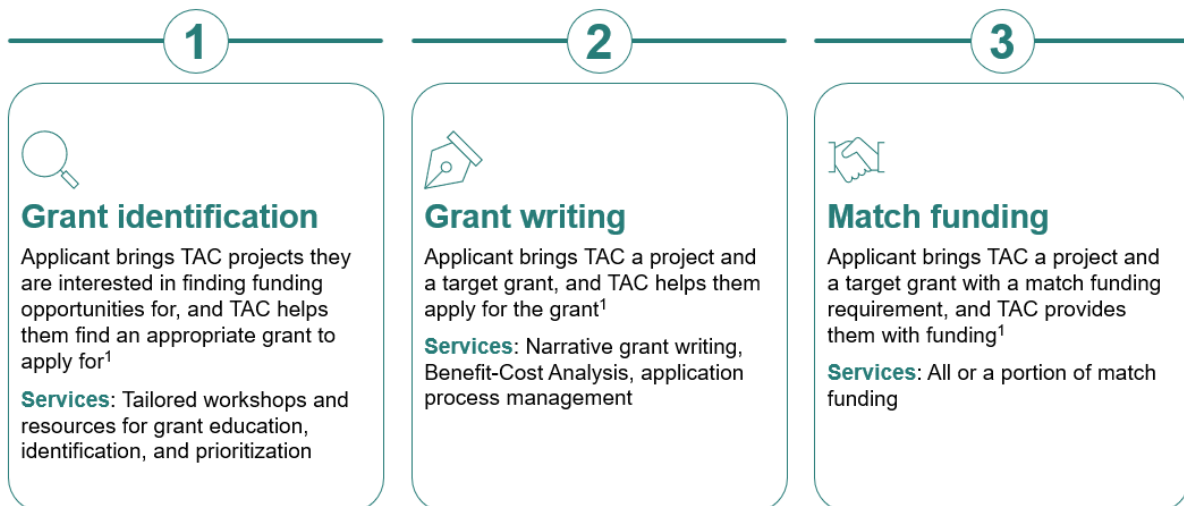 1
2
3
Grant identification
Applicant brings TAC projects they
are interested in finding funding
opportunities for, and TAC helps
them find an appropriate grant to
apply for¹
Services: Tailored workshops and
resources for grant education,
identification, and prioritization
Grant writing
Applicant brings TAC a project and
a target grant, and TAC helps them
apply for the grant¹
Services: Narrative grant writing,
Benefit-Cost Analysis, application
process management
Match funding
Applicant brings TAC a project and
a target grant with a match funding
requirement, and TAC provides
them with funding¹
Services: All or a portion of match
funding